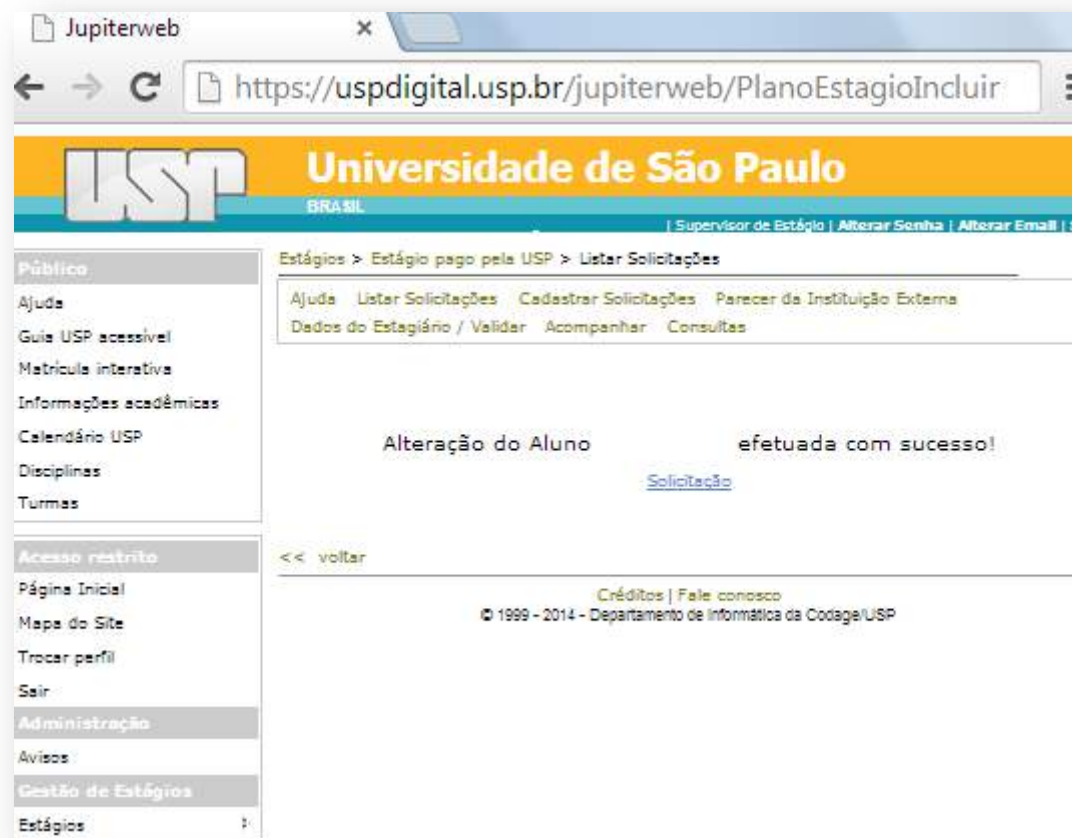 Jupiterweb
https://uspdigital.usp.br/jupiterweb/PlanoEstagioIncluir
USP
Universidade de São Paulo
BRASIL
| Supervisor de Estágio | Alterar Senha | Alterar Email |
Público
Ajuda
Guia USP acessível
Matrícula interativa
Informações acadêmicas
Calendário USP
Disciplinas
Turmas
Acesso restrito
Página Inicial
Mapa do Site
Trocar perfil
Sair
Administração
Avisos
Gestão de Estágios
Estágios
Estágios > Estágio pago pela USP > Listar Solicitações
Ajuda Listar Solicitações Cadastrar Solicitações Parecer da Instituição Externa
Dados do Estagiário / Validar Acompanhar Consultas
Alteração do Aluno efetuada com sucesso!
Solicitação
<< voltar
Créditos | Fale conosco
© 1999 - 2014 - Departamento de Informática da Codage/USP